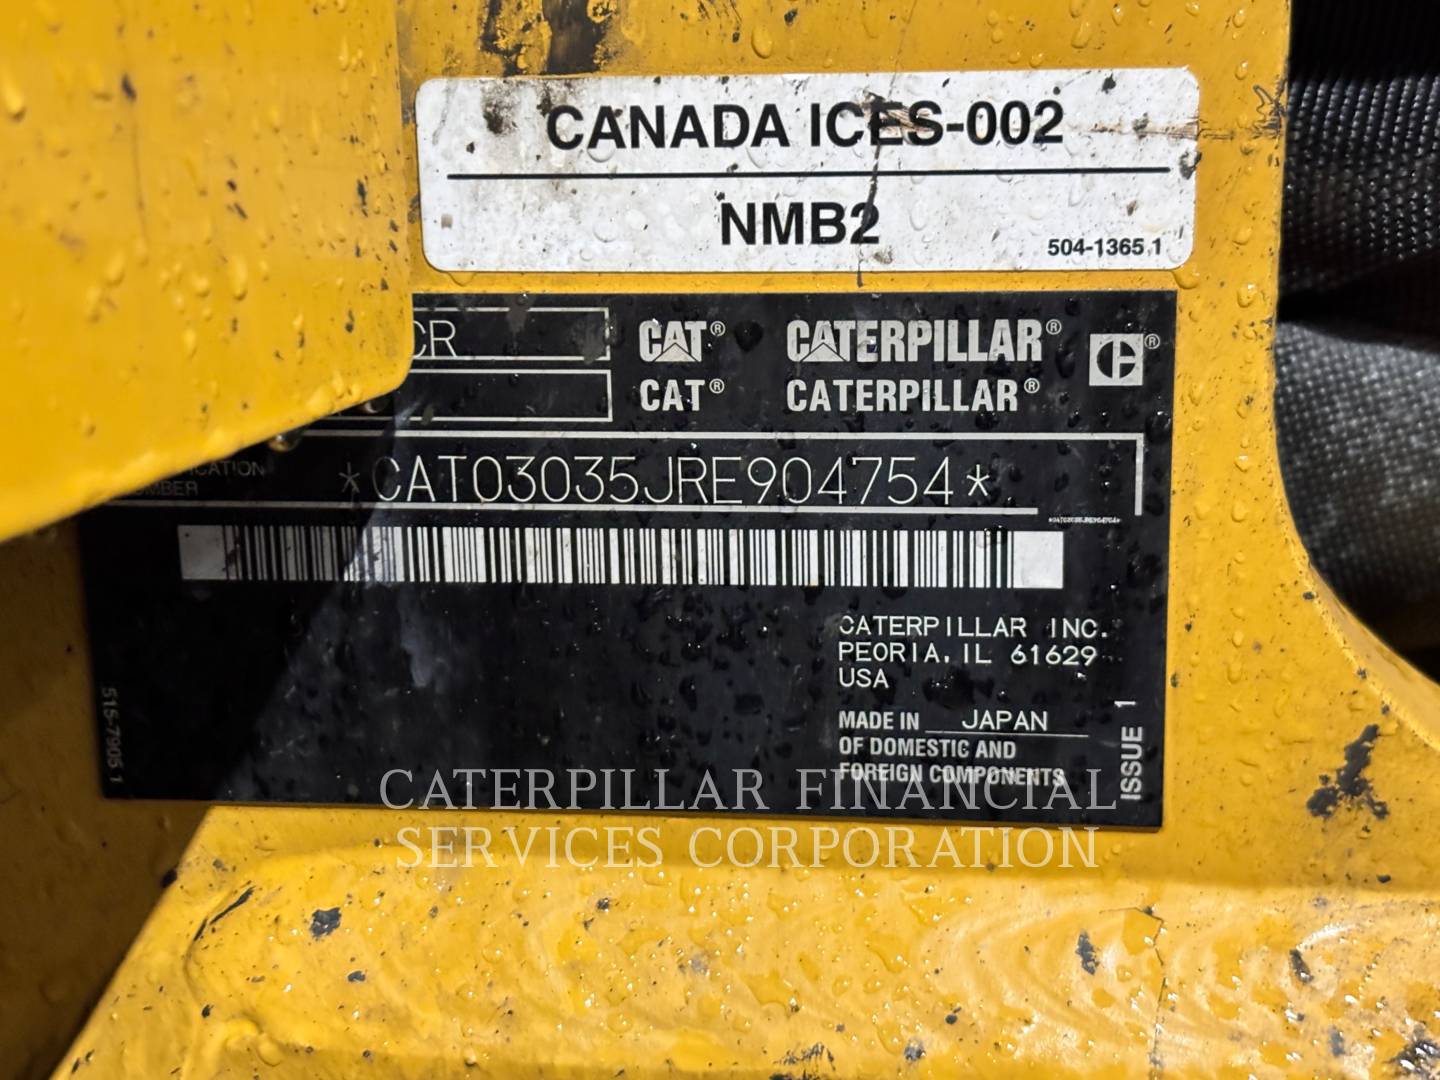 CANADA ICES-002
NMB2
504-1365 1
CR
CAT® CATERPILLAR® ®
CAT® CATERPILLAR®
*CAT03035JRE904754*
CATERPILLAR INC.
PEORIA, IL 61629
USA
MADE IN JAPAN
OF DOMESTIC AND
FOREIGN COMPONENTS
ISSUE 1
515-7905 1
CATERPILLAR FINANCIAL
SERVICES CORPORATION